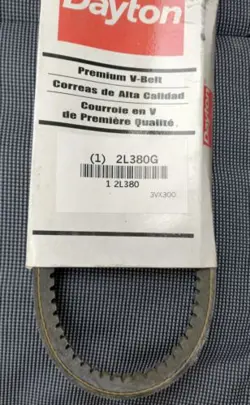 Dayton
Premium V-Belt
Correas de Alta Calidad
Courroie en V
de Première Qualité.
(1) 2L380G
1 2L380
3VX300